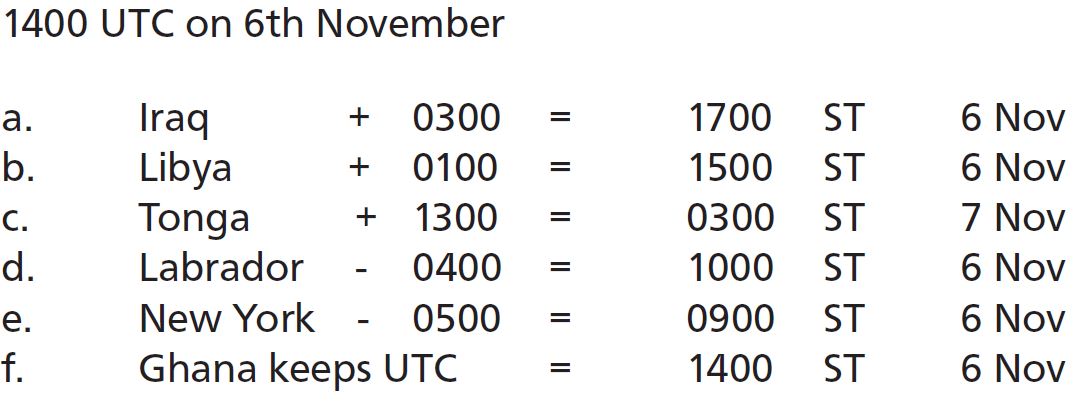 1400 UTC on 6th November
a. Iraq + 0300 = 1700 ST 6 Nov
b. Libya + 0100 = 1500 ST 6 Nov
c. Tonga + 1300 = 0300 ST 7 Nov
d. Labrador - 0400 = 1000 ST 6 Nov
e. New York - 0500 = 0900 ST 6 Nov
f. Ghana keeps UTC = 1400 ST 6 Nov